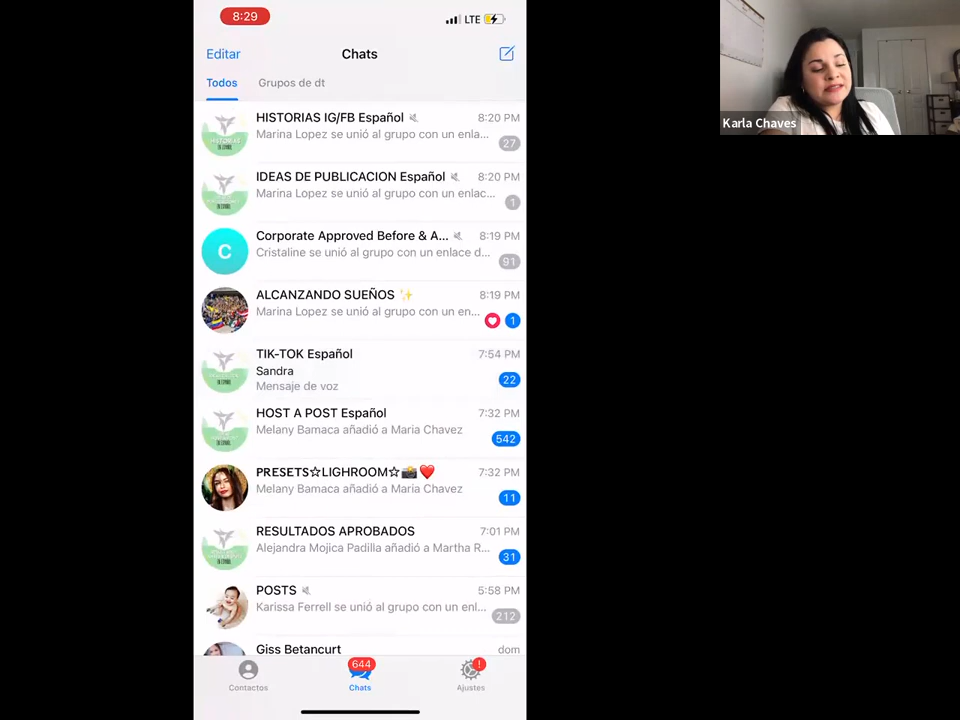 8:29
LTE
Editar
Chats
Todos
Grupos de dt
HISTORIAS IG/FB Español
8:20 PM
Marina Lopez se unió al grupo con un enla...
27
HISTORIAS
IDEAS DE PUBLICACION Español
8:20 PM
Marina Lopez se unió al grupo con un enlac...
1
Corporate Approved Before & A...
8:19 PM
C
Cristaline se unió al grupo con un enlace d...
91
ALCANZANDO SUEÑOS ✨
8:19 PM
Marina Lopez se unió al grupo con un en...
1
TIK-TOK Español
7:54 PM
Sandra
Mensaje de voz
22
HOST A POST Español
7:32 PM
Melany Bamaca añadió a Maria Chavez
542
PRESETS☆LIGHROOM☆📸❤️
7:32 PM
Melany Bamaca añadió a Maria Chavez
11
RESULTADOS APROBADOS
7:01 PM
Alejandra Mojica Padilla añadió a Martha R...
31
POSTS
5:58 PM
Karissa Ferrell se unió al grupo con un enl...
212
Giss Betancurt
dom
644
!
Contactos
Chats
Ajustes
Karla Chaves